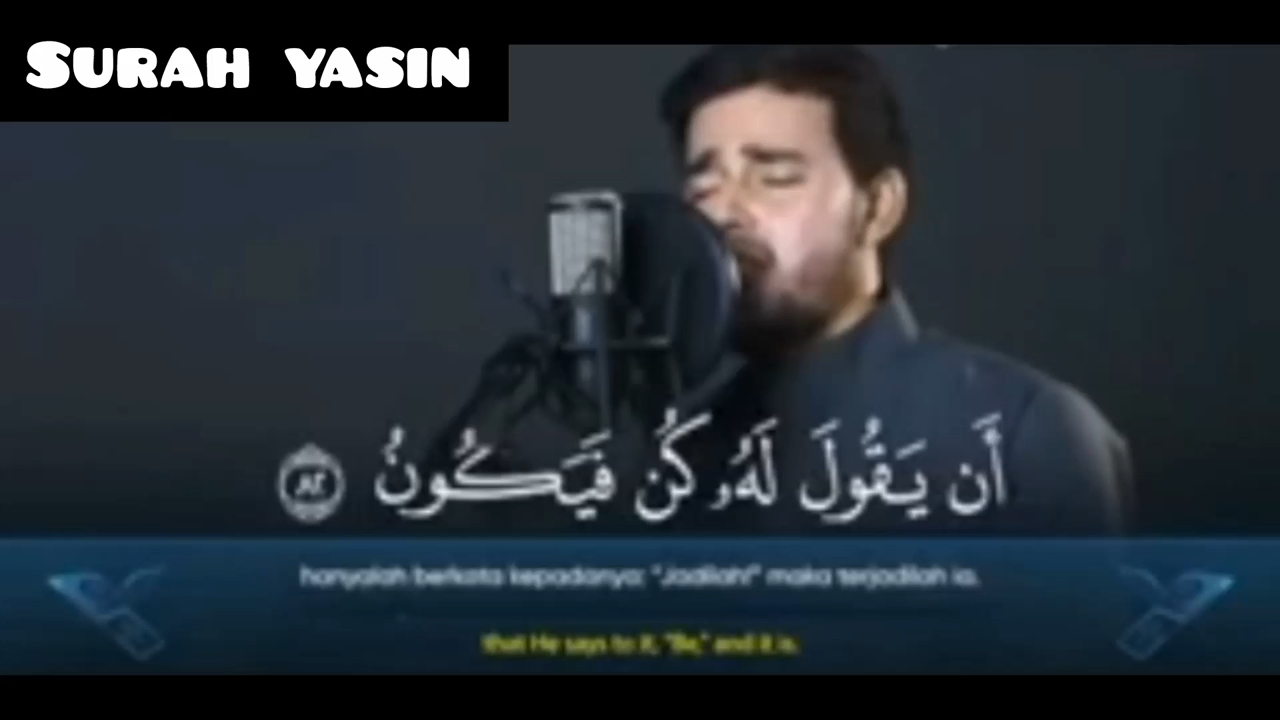 SURAH YASIN
أَن يَقُولَ لَهُۥ كُن فَيَكُونُ ٨٢
hanyalah berkata kepadanya: "Jadilah!" maka terjadilah ia.
that He says to it, "Be," and it is.